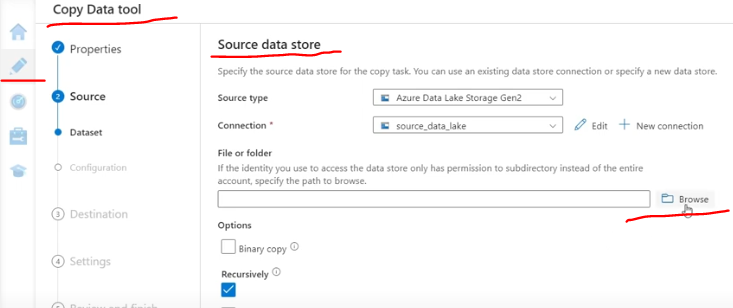 Copy Data tool
Properties
2 Source
Dataset
Configuration
3 Destination
4 Settings
5 Review and finish
Source data store
Specify the source data store for the copy task. You can use an existing data store connection or specify a new data store.
Source type
Azure Data Lake Storage Gen2
Connection *
source_data_lake
Edit
New connection
File or folder
If the identity you use to access the data store only has permission to subdirectory instead of the entire
account, specify the path to browse.
Browse
Options
Binary copy
Recursively